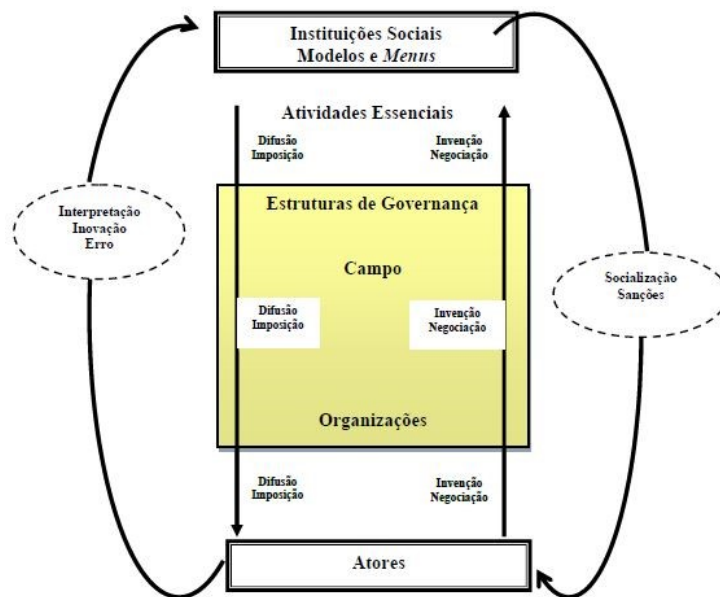 Instituições Sociais
Modelos e Menus
Atividades Essenciais
Difusão
Imposição
Invenção
Negociação
Interpretação
Inovação
Erro
Estruturas de Governança
Campo
Socialização
Sanções
Difusão
Imposição
Invenção
Negociação
Organizações
Difusão
Imposição
Invenção
Negociação
Atores